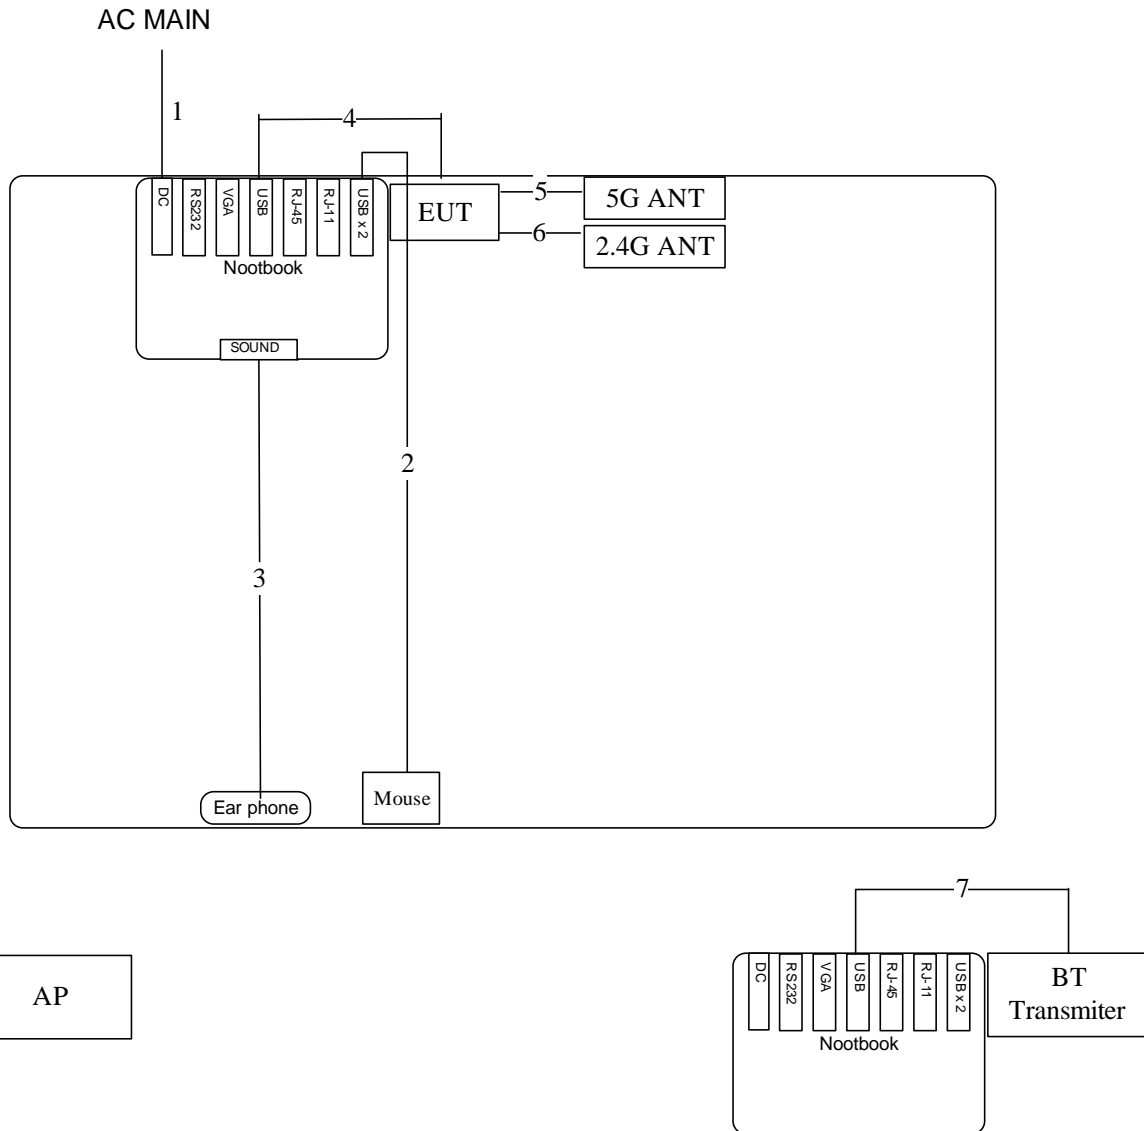 AC MAIN
1
4
DC
RS232
VGA
USB
RJ-45
RJ-11
USB x 2
EUT
5
5G ANT
6
2.4G ANT
Nootbook
SOUND
2
3
Ear phone
Mouse
7
AP
DC
RS232
VGA
USB
RJ-45
RJ-11
USB x 2
BT
Transmiter
Nootbook